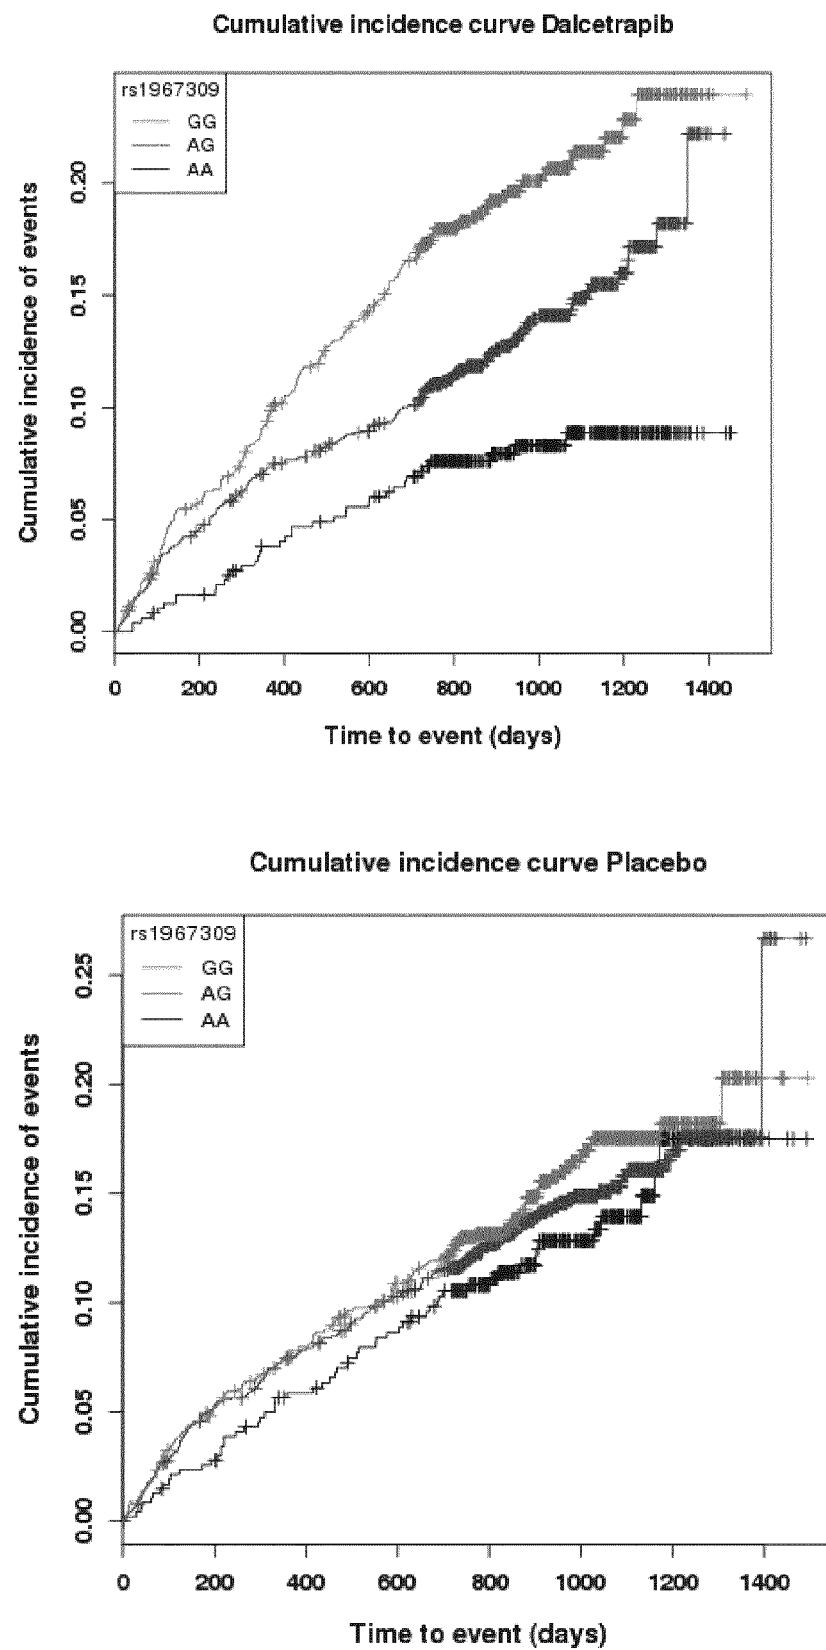 Cumulative incidence curve Dalcetrapib
rs1967309
GG
AG
AA
Cumulative incidence of events
0.20
0.15
0.10
0.05
0.00
0 200 400 600 800 1000 1200 1400
Time to event (days)
Cumulative incidence curve Placebo
rs1967309
GG
AG
AA
Cumulative incidence of events
0.25
0.20
0.15
0.10
0.05
0.00
0 200 400 600 800 1000 1200 1400
Time to event (days)